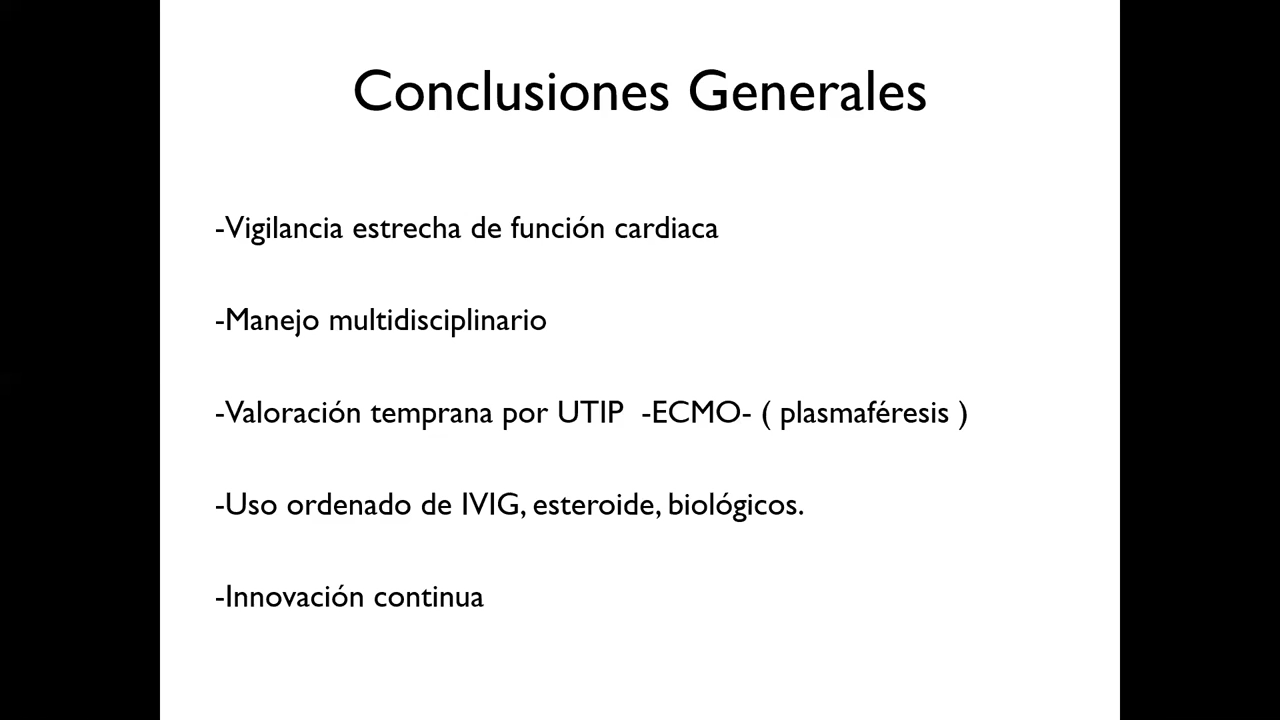 Conclusiones Generales
-Vigilancia estrecha de función cardiaca
-Manejo multidisciplinario
-Valoración temprana por UTIP  -ECMO- ( plasmaféresis )
-Uso ordenado de IVIG, esteroide, biológicos.
-Innovación continua